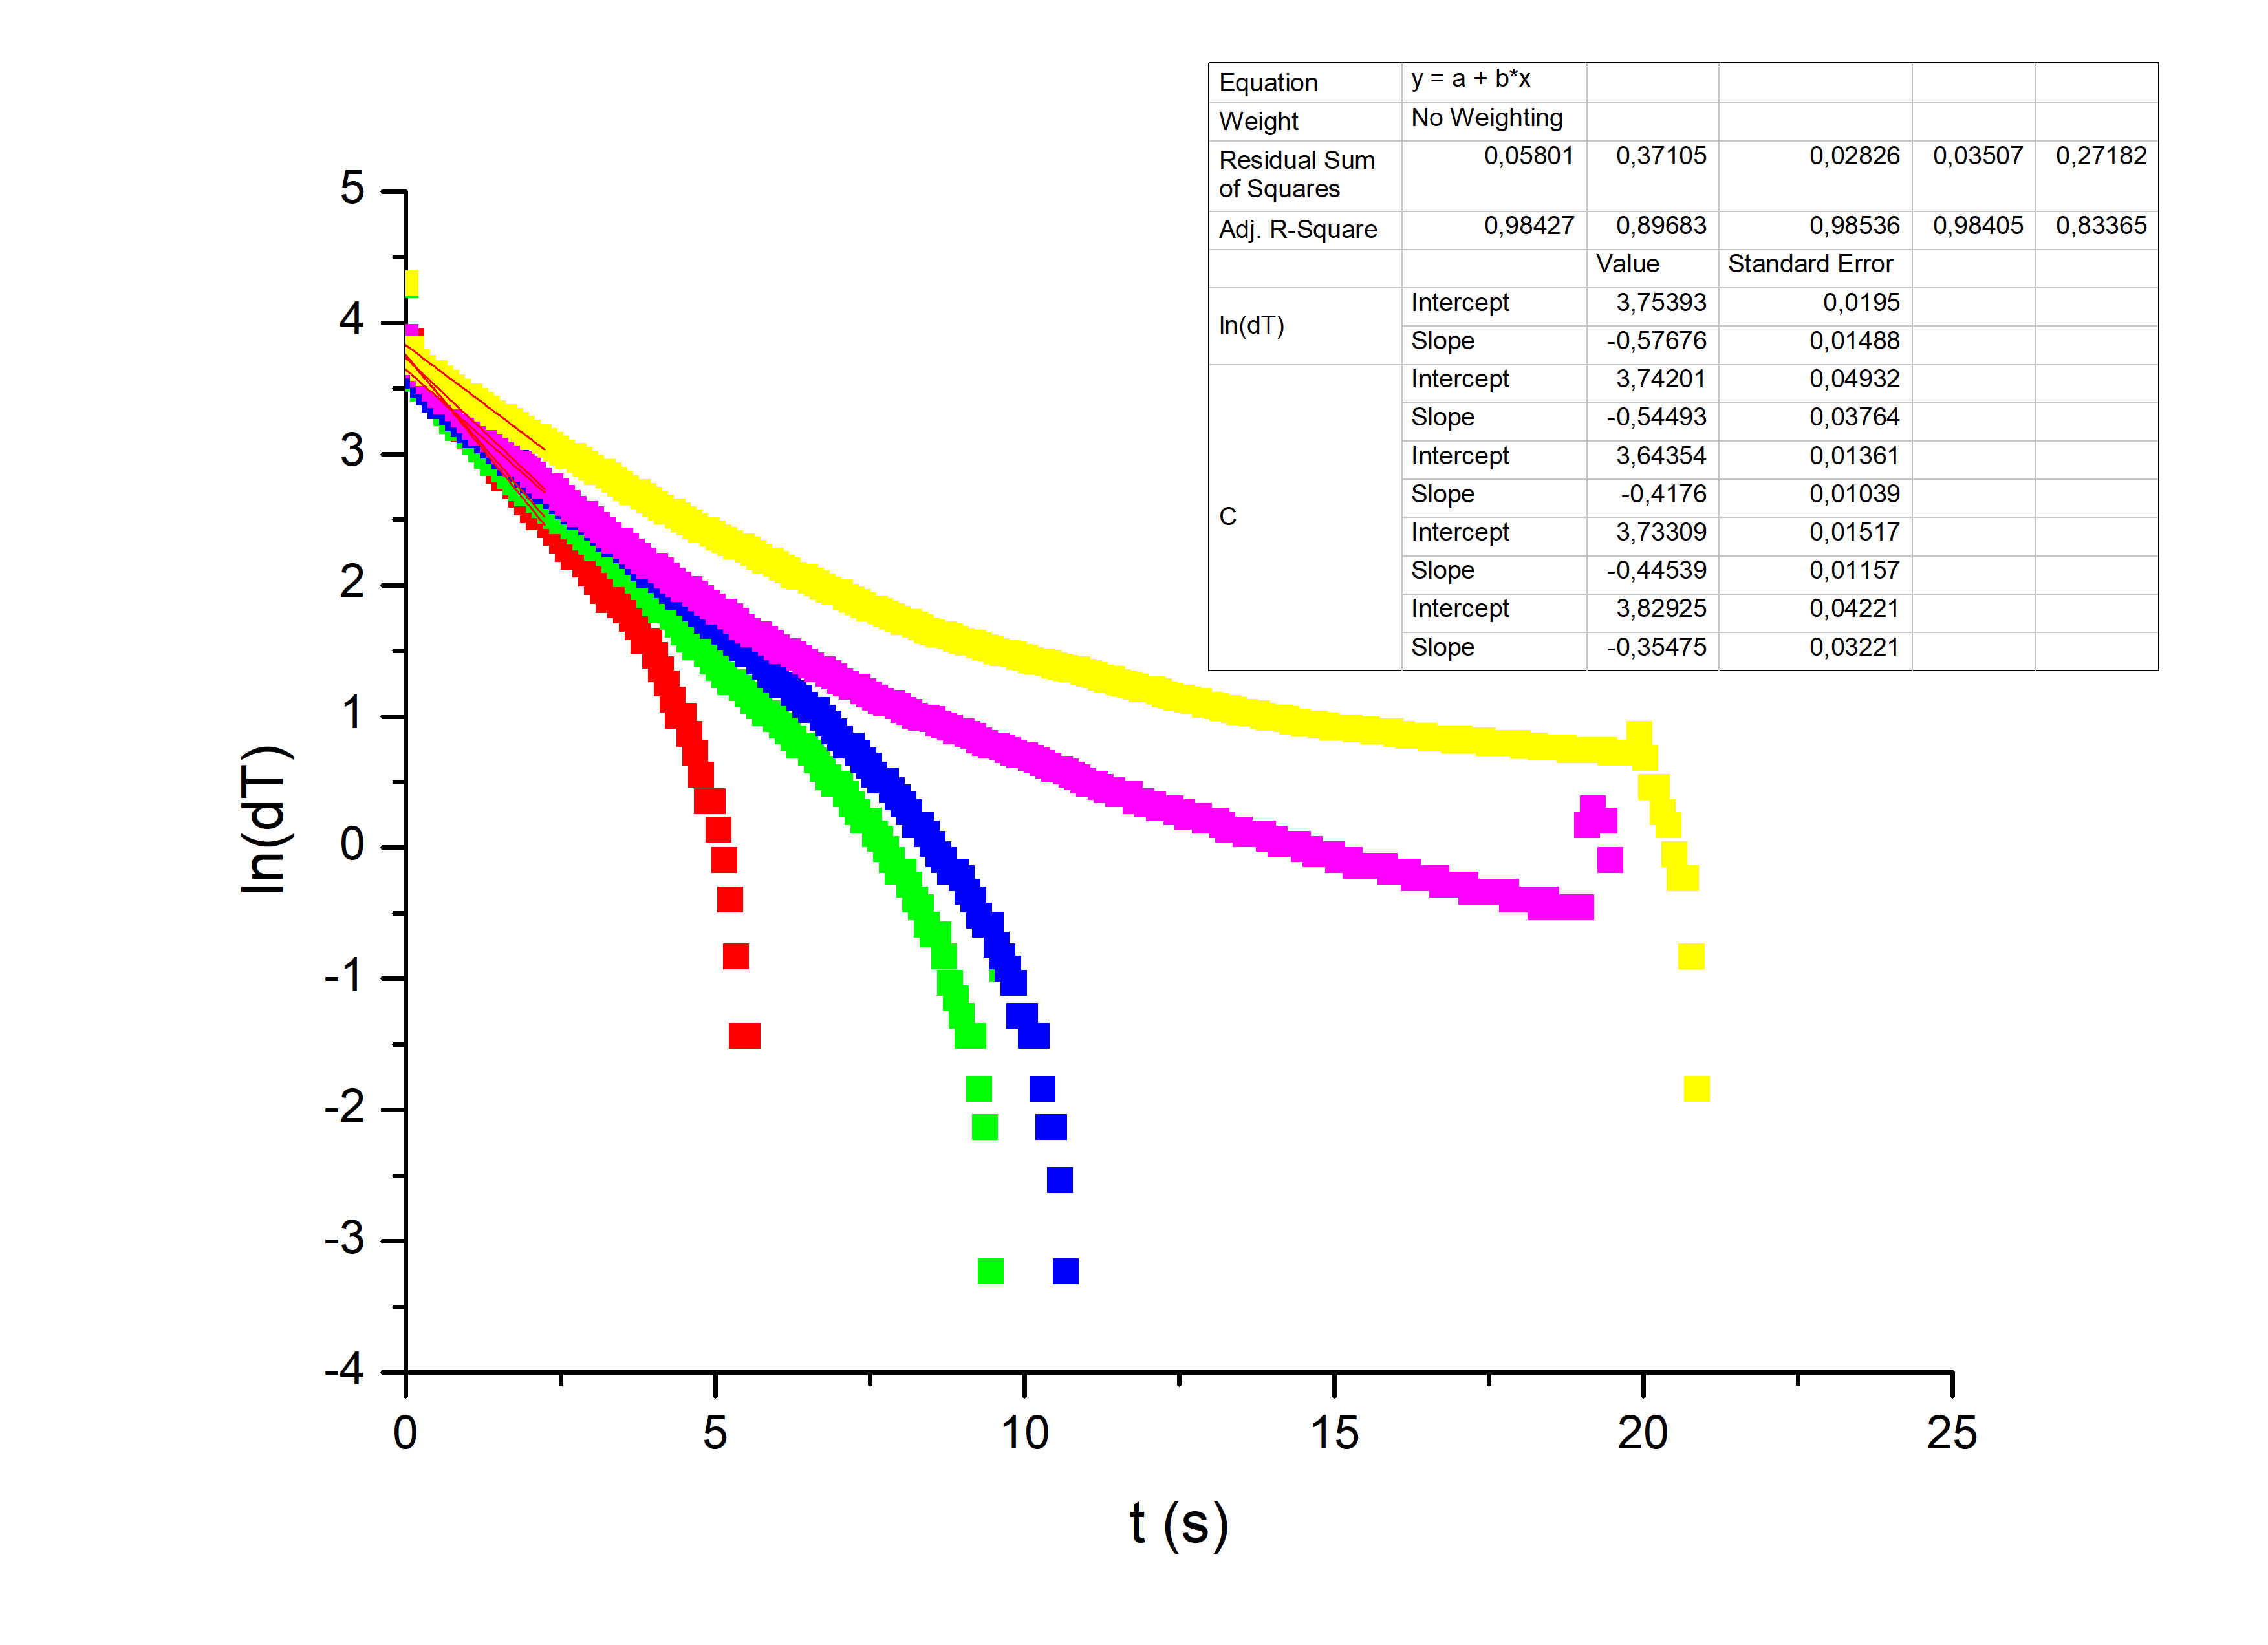 Equation y = a + b*x
Weight No Weighting
Residual Sum of Squares 0,05801 0,37105 0,02826 0,03507 0,27182
Adj. R-Square 0,98427 0,89683 0,98536 0,98405 0,83365
Value Standard Error
ln(dT) Intercept 3,75393 0,0195
Slope -0,57676 0,01488
C Intercept 3,74201 0,04932
Slope -0,54493 0,03764
Intercept 3,64354 0,01361
Slope -0,4176 0,01039
Intercept 3,73309 0,01517
Slope -0,44539 0,01157
Intercept 3,82925 0,04221
Slope -0,35475 0,03221
5
4
3
2
1
0
-1
-2
-3
-4
ln(dT)
0 5 10 15 20 25
t (s)